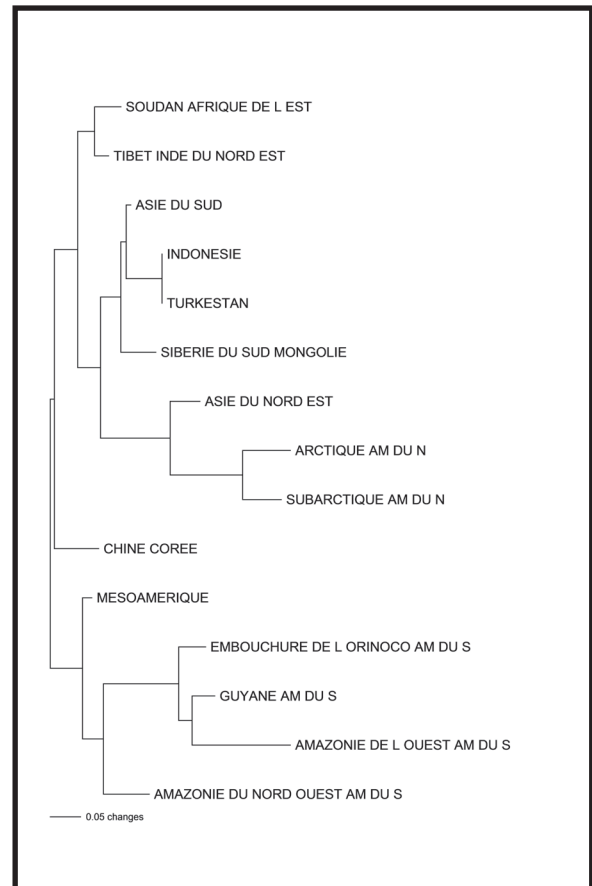 SOUDAN AFRIQUE DE L EST
TIBET INDE DU NORD EST
ASIE DU SUD
INDONESIE
TURKESTAN
SIBERIE DU SUD MONGOLIE
ASIE DU NORD EST
ARCTIQUE AM DU N
SUBARCTIQUE AM DU N
CHINE COREE
MESOAMERIQUE
EMBOUCHURE DE L ORINOCO AM DU S
GUYANE AM DU S
AMAZONIE DE L OUEST AM DU S
AMAZONIE DU NORD OUEST AM DU S
0.05 changes